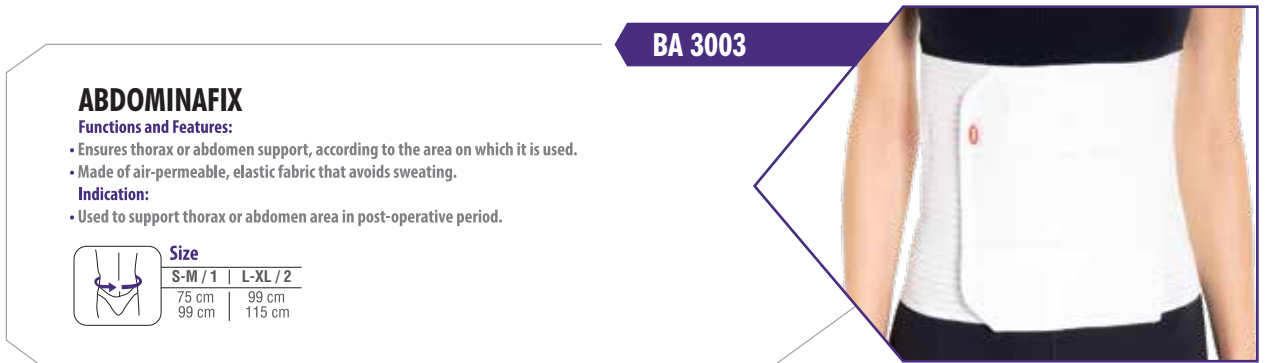 BA 3003
ABDOMINAFIX
Functions and Features:
• Ensures thorax or abdomen support, according to the area on which it is used.
• Made of air-permeable, elastic fabric that avoids sweating.
Indication:
• Used to support thorax or abdomen area in post-operative period.
Size
S-M / 1 | L-XL / 2
75 cm | 99 cm
99 cm | 115 cm